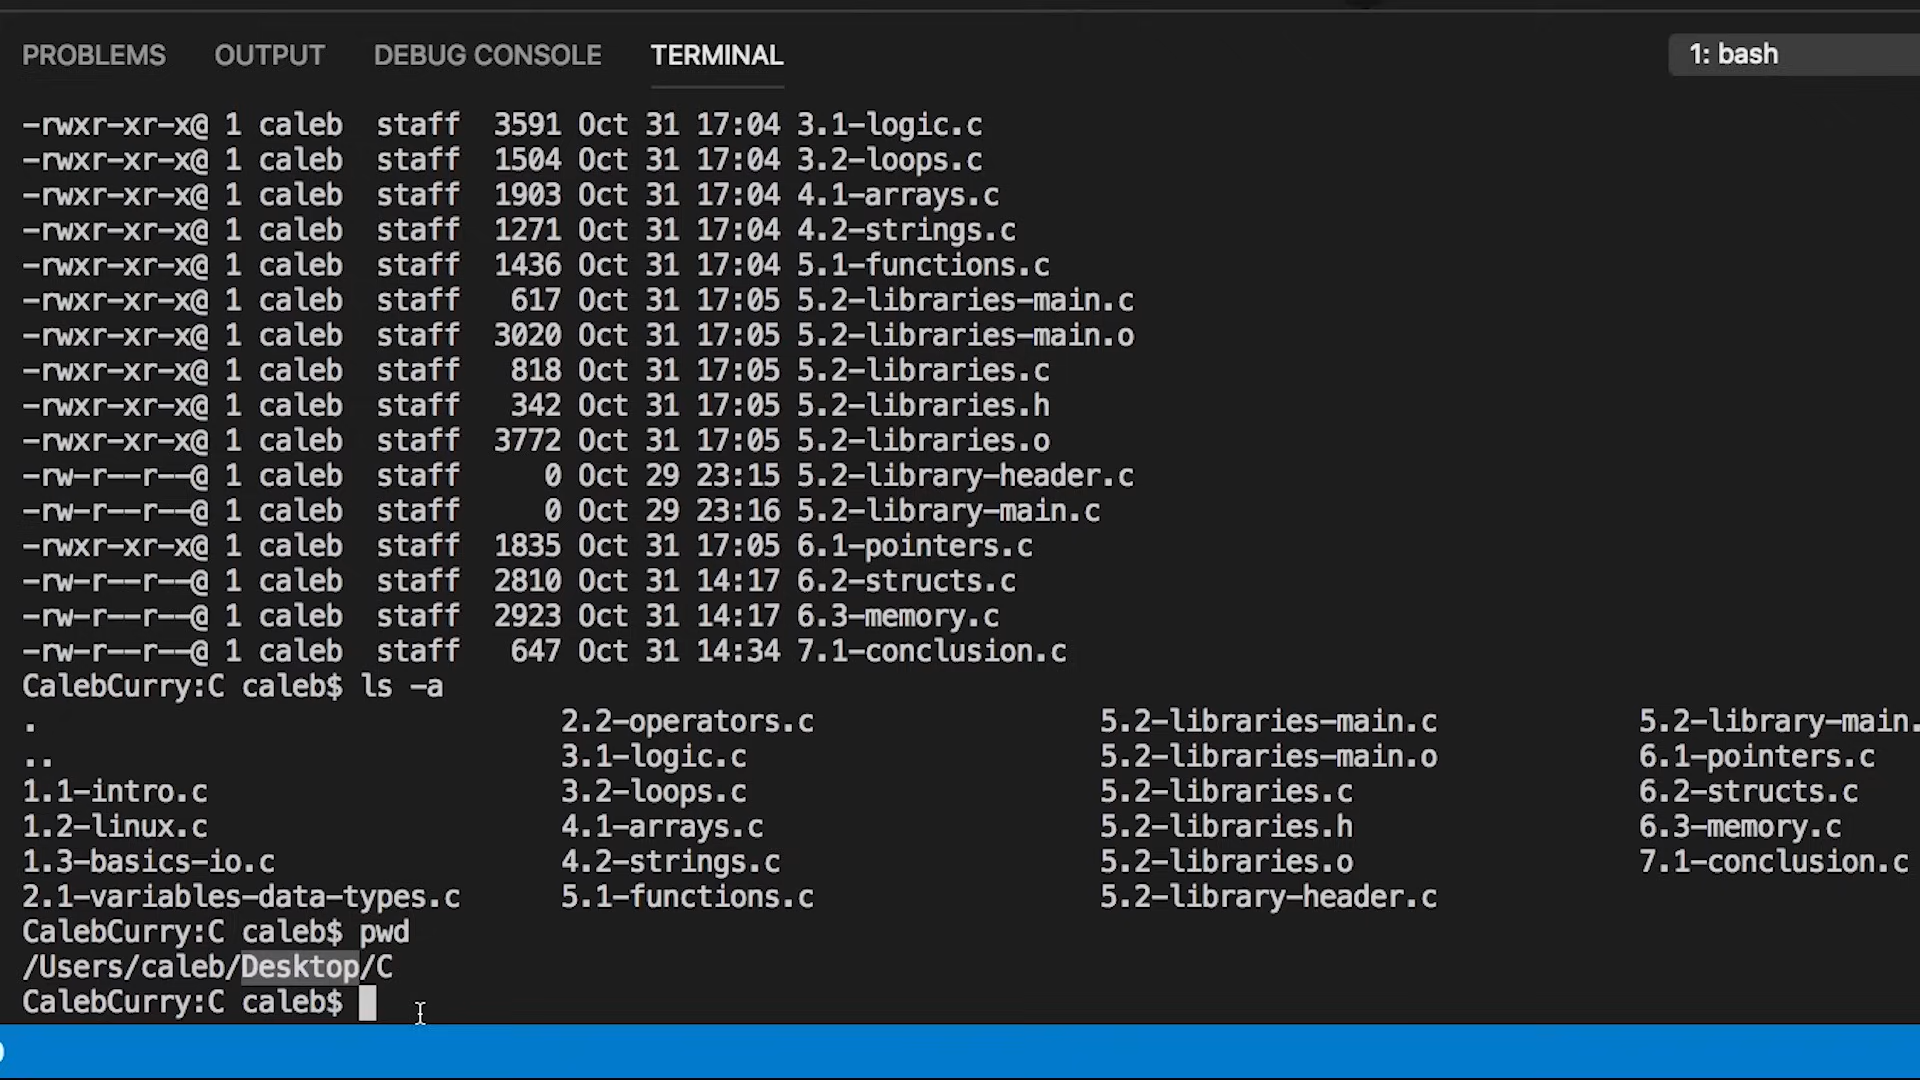 PROBLEMS OUTPUT DEBUG CONSOLE TERMINAL 1: bash
-rwxr-xr-x@ 1 caleb staff 3591 Oct 31 17:04 3.1-logic.c
-rwxr-xr-x@ 1 caleb staff 1504 Oct 31 17:04 3.2-loops.c
-rwxr-xr-x@ 1 caleb staff 1903 Oct 31 17:04 4.1-arrays.c
-rwxr-xr-x@ 1 caleb staff 1271 Oct 31 17:04 4.2-strings.c
-rwxr-xr-x@ 1 caleb staff 1436 Oct 31 17:04 5.1-functions.c
-rwxr-xr-x@ 1 caleb staff 617 Oct 31 17:05 5.2-libraries-main.c
-rwxr-xr-x@ 1 caleb staff 3020 Oct 31 17:05 5.2-libraries-main.o
-rwxr-xr-x@ 1 caleb staff 818 Oct 31 17:05 5.2-libraries.c
-rwxr-xr-x@ 1 caleb staff 342 Oct 31 17:05 5.2-libraries.h
-rwxr-xr-x@ 1 caleb staff 3772 Oct 31 17:05 5.2-libraries.o
-rw-r--r--@ 1 caleb staff 0 Oct 29 23:15 5.2-library-header.c
-rw-r--r--@ 1 caleb staff 0 Oct 29 23:16 5.2-library-main.c
-rwxr-xr-x@ 1 caleb staff 1835 Oct 31 17:05 6.1-pointers.c
-rw-r--r--@ 1 caleb staff 2810 Oct 31 14:17 6.2-structs.c
-rw-r--r--@ 1 caleb staff 2923 Oct 31 14:17 6.3-memory.c
-rw-r--r--@ 1 caleb staff 647 Oct 31 14:34 7.1-conclusion.c
CalebCurry:C caleb$ ls -a
. 2.2-operators.c 5.2-libraries-main.c 5.2-library-main.
.. 3.1-logic.c 5.2-libraries-main.o 6.1-pointers.c
1.1-intro.c 3.2-loops.c 5.2-libraries.c 6.2-structs.c
1.2-linux.c 4.1-arrays.c 5.2-libraries.h 6.3-memory.c
1.3-basics-io.c 4.2-strings.c 5.2-libraries.o 7.1-conclusion.c
2.1-variables-data-types.c 5.1-functions.c 5.2-library-header.c
CalebCurry:C caleb$ pwd
/Users/caleb/Desktop/C
CalebCurry:C caleb$